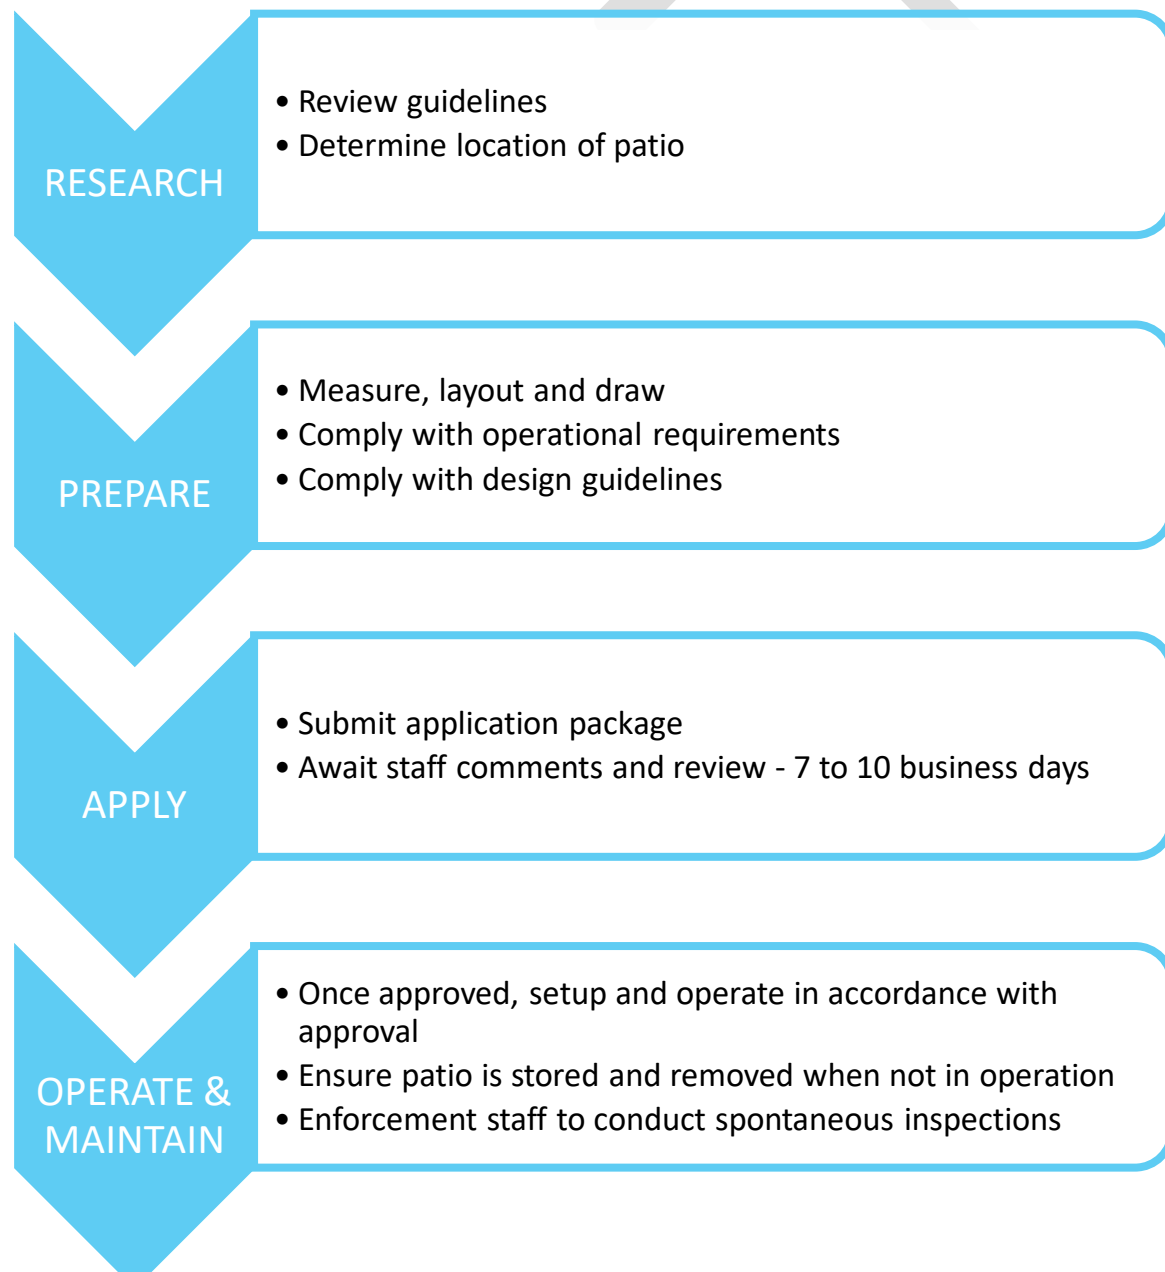 RESEARCH
• Review guidelines
• Determine location of patio
PREPARE
• Measure, layout and draw
• Comply with operational requirements
• Comply with design guidelines
APPLY
• Submit application package
• Await staff comments and review - 7 to 10 business days
OPERATE &
MAINTAIN
• Once approved, setup and operate in accordance with
approval
• Ensure patio is stored and removed when not in operation
• Enforcement staff to conduct spontaneous inspections